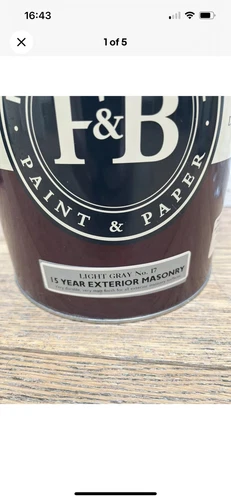 16:43
1 of 5
F&B
PAINT & PAPER
LIGHT GRAY No. 17
15 YEAR EXTERIOR MASONRY